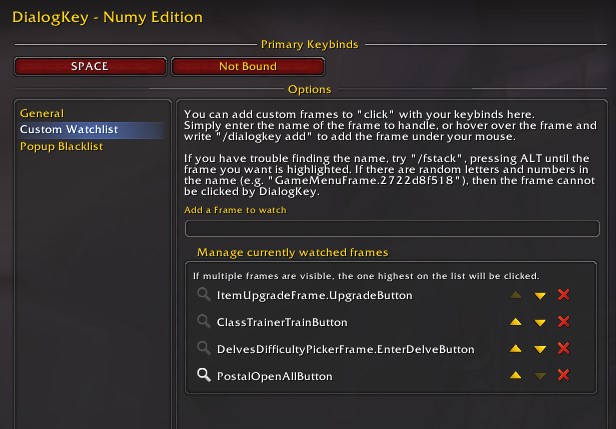 DialogKey - Numy Edition
Primary Keybinds
SPACE
Not Bound
Options
General
Custom Watchlist
Popup Blacklist
You can add custom frames to "click" with your keybinds here.
Simply enter the name of the frame to handle, or hover over the frame and
write "/dialogkey add" to add the frame under your mouse.
If you have trouble finding the name, try "/fstack", pressing ALT until the
frame you want is highlighted. If there are random letters and numbers in
the name (e.g. "GameMenuFrame.2722d8f518"), then the frame cannot
be clicked by DialogKey.
Add a Frame to watch
Manage currently watched frames
If multiple frames are visible, the one highest on the list will be clicked.
ItemUpgradeFrame.UpgradeButton
ClassTrainerTrainButton
DelvesDifficultyPickerFrame.EnterDelveButton
PostalOpenAllButton